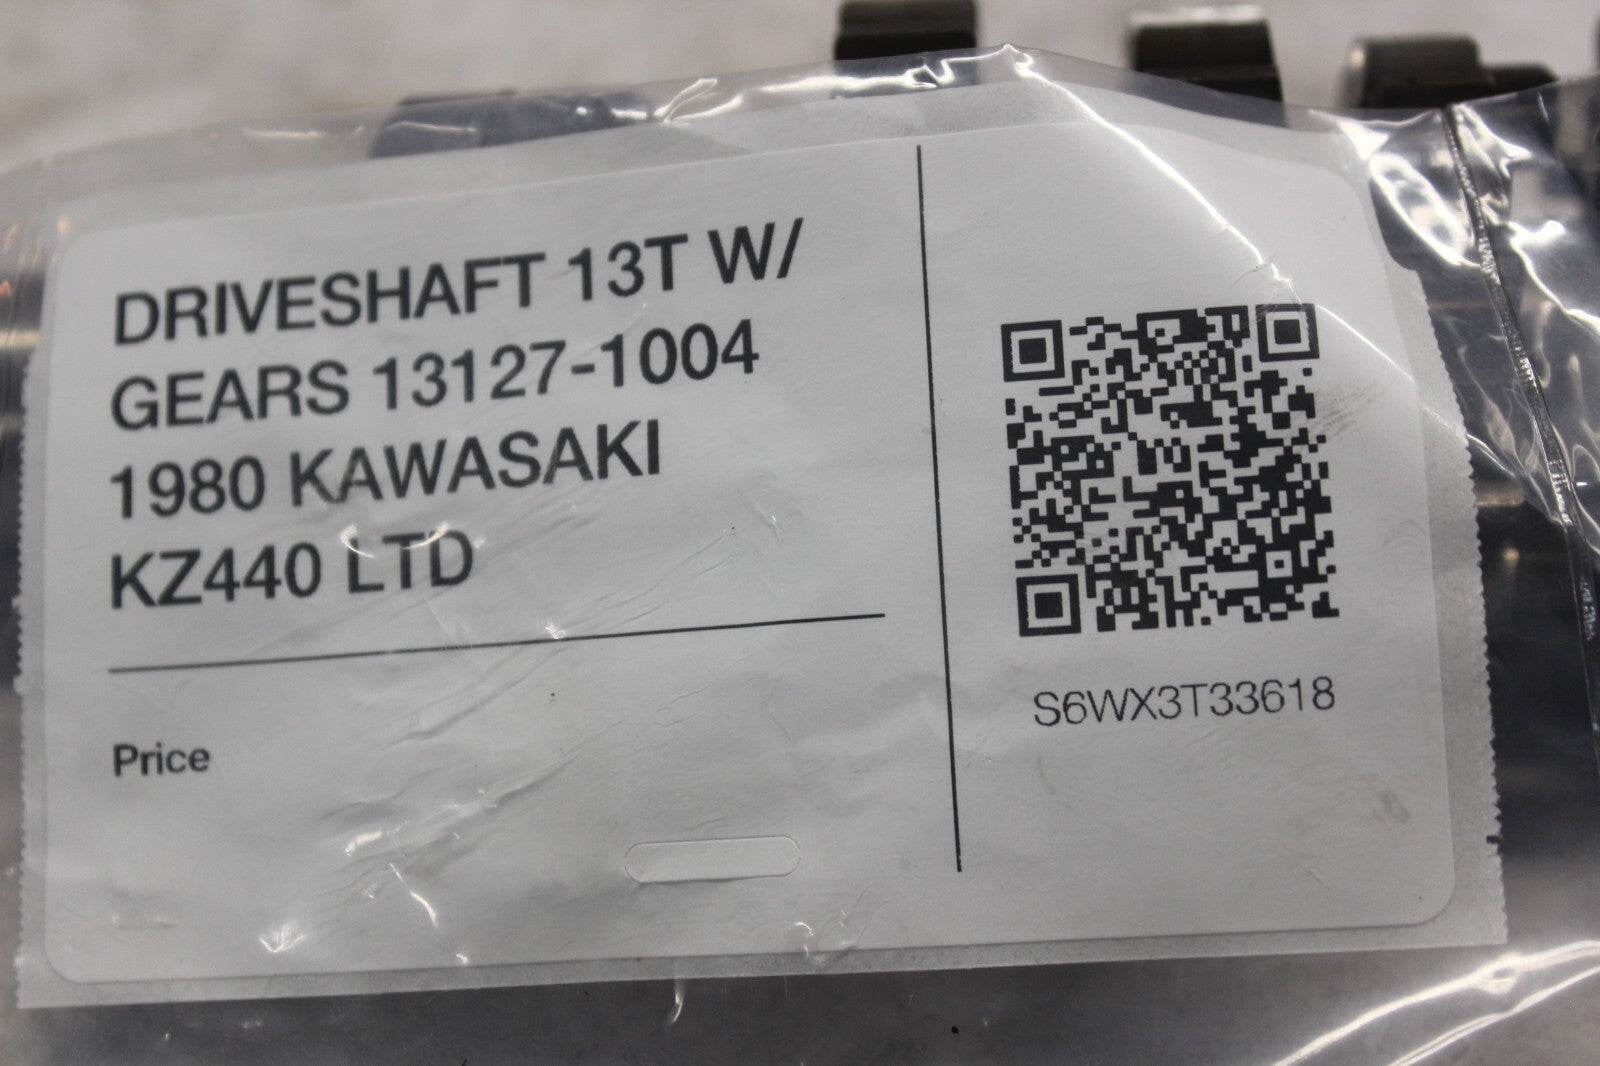 DRIVESHAFT 13T W/
GEARS 13127-1004
1980 KAWASAKI
KZ440 LTD
Price
S6WX3T33618